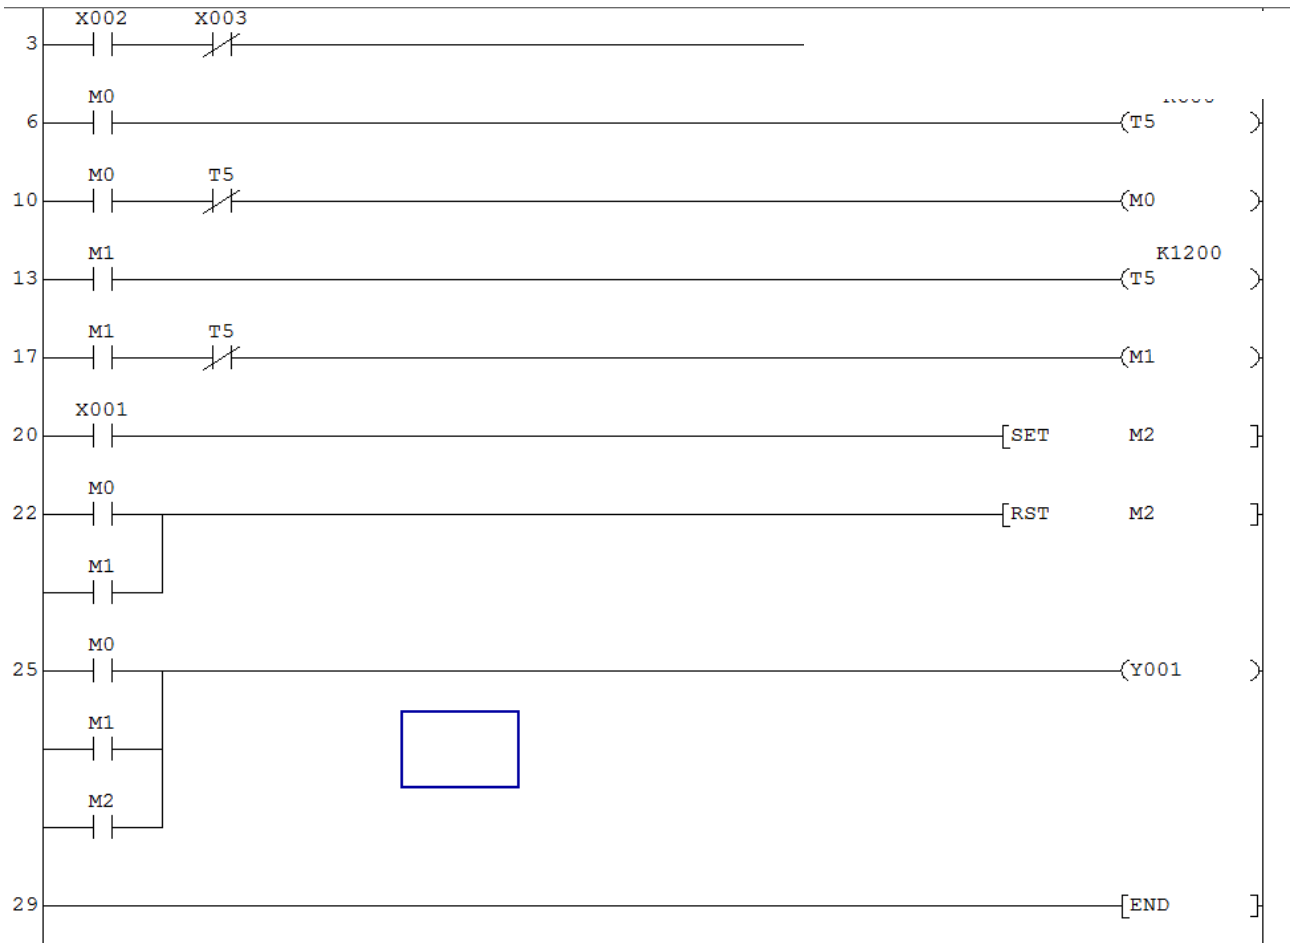 X002 X003
3
M0
6 (T5 )
M0 T5
10 (M0 )
M1 K1200
13 (T5 )
M1 T5
17 (M1 )
X001
20 [SET M2 ]
M0
22 [RST M2 ]
M1
M0
25 (Y001 )
M1
M2
29 [END ]